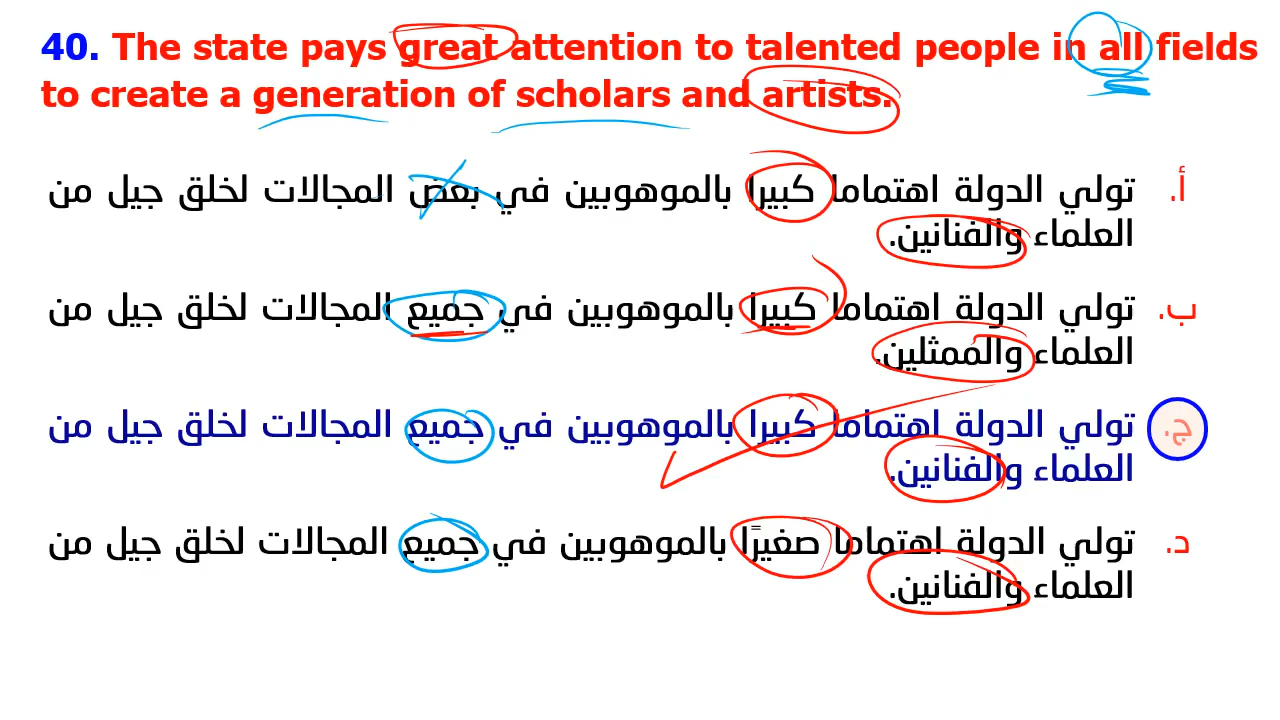 40. The state pays great attention to talented people in all fields
to create a generation of scholars and artists.
أ. تولي الدولة اهتماما كبيرا بالموهوبين في بعض المجالات لخلق جيل من
العلماء والفنانين.
ب. تولي الدولة اهتماما كبيرا بالموهوبين في جميع المجالات لخلق جيل من
العلماء والممثلين.
ج. تولي الدولة اهتماما كبيرا بالموهوبين في جميع المجالات لخلق جيل من
العلماء والفنانين.
د. تولي الدولة اهتماما صغيرًا بالموهوبين في جميع المجالات لخلق جيل من
العلماء والفنانين.